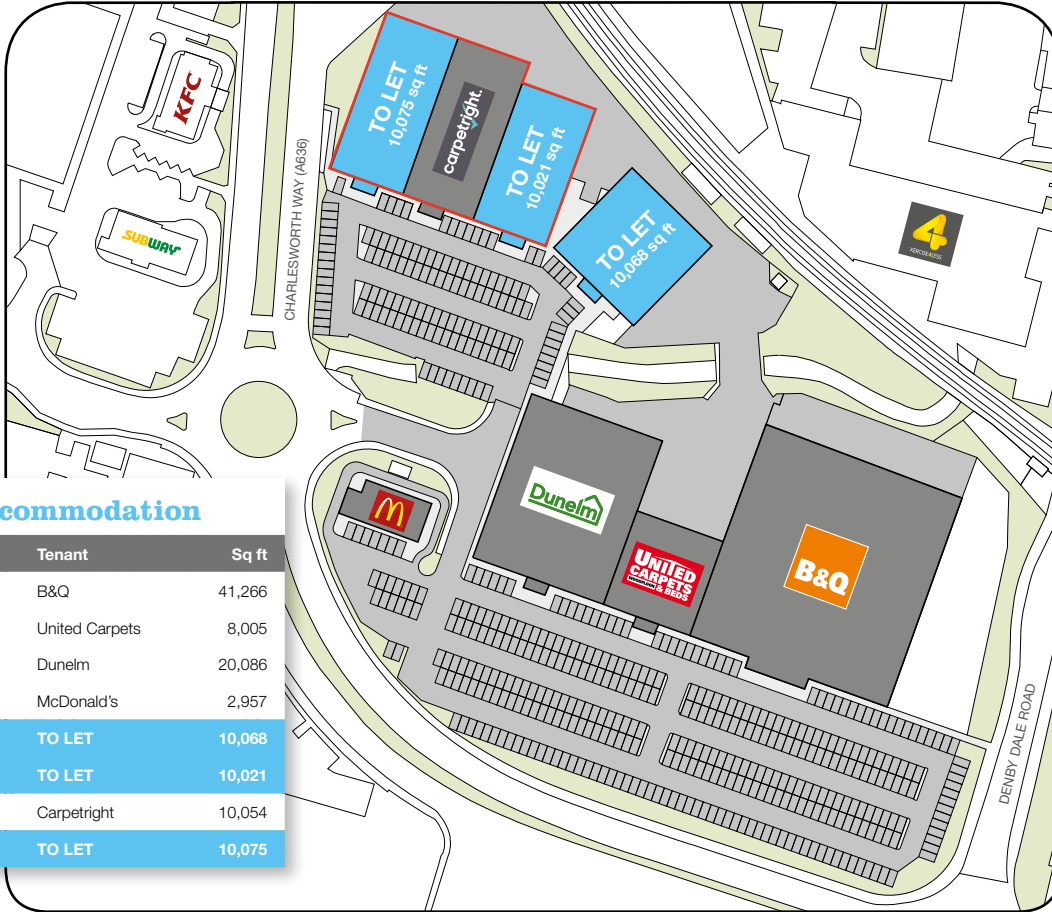 KFC
SUBWAY
CHARLESWORTH WAY (A636)
TO LET
10,075 sq ft
carpetright.
TO LET
10,021 sq ft
TO LET
10,068 sq ft
4
XERCISE4LESS
Dunelm
UNITED
CARPETS
& BEDS
B&Q
DENBY DALE ROAD
commodation
Tenant Sq ft
B&Q 41,266
United Carpets 8,005
Dunelm 20,086
McDonald's 2,957
TO LET 10,068
TO LET 10,021
Carpetright 10,054
TO LET 10,075